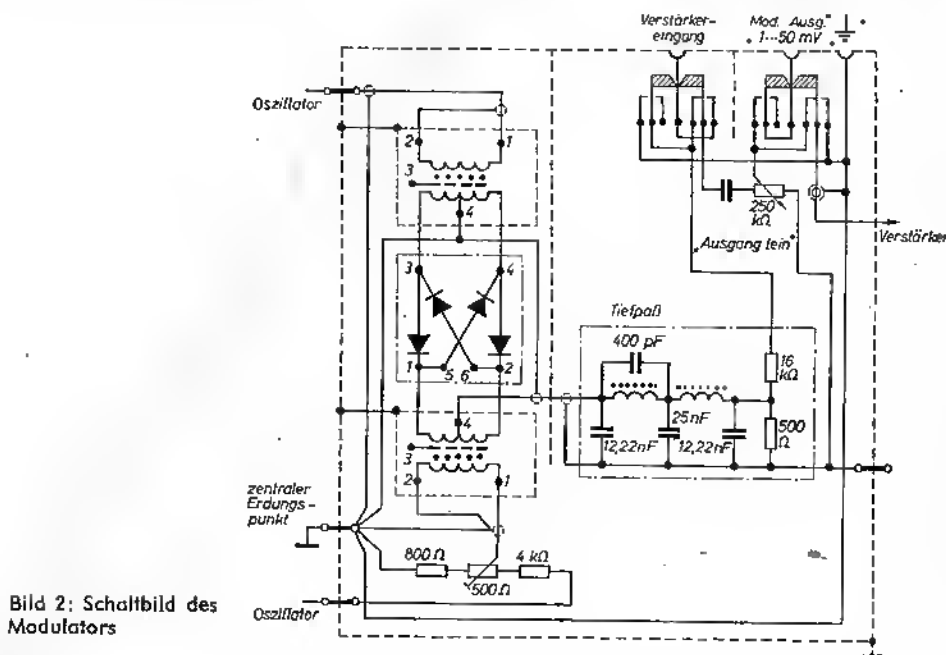 Verstärker-
eingang
Mod. Ausg.
1---50 mV
Oszillator
2
1
3
4
250
kΩ
Verstärker
"Ausgang fein"
3
4
Tiefpaß
400 pF
16
kΩ
1
5
6
2
4
25nF
500
Ω
12,22nF
12,22nF
3
2
1
zentraler
Erdungs-
punkt
800 Ω
4 kΩ
500Ω
Oszillator
Bild 2: Schaltbild des
Modulators